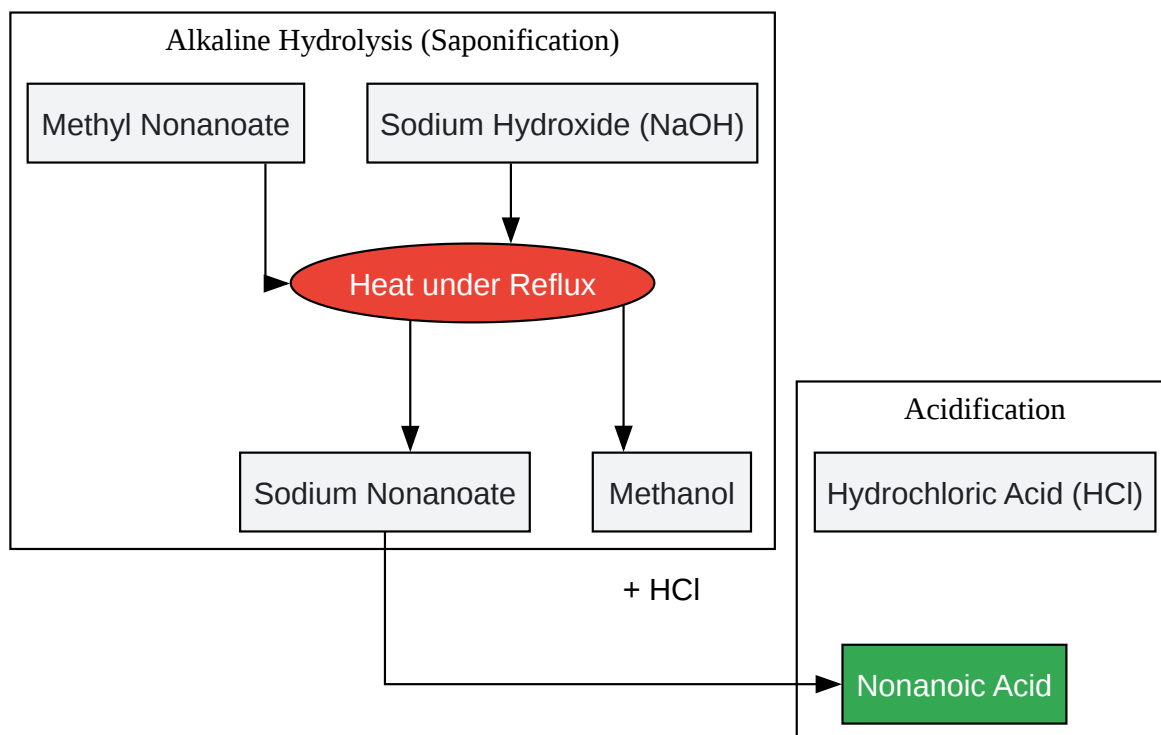 Alkaline Hydrolysis (Saponification)
Methyl Nonanoate
Sodium Hydroxide (NaOH)
Heat under Reflux
Sodium Nonanoate
Methanol
Acidification
Hydrochloric Acid (HCl)
+ HCl
Nonanoic Acid